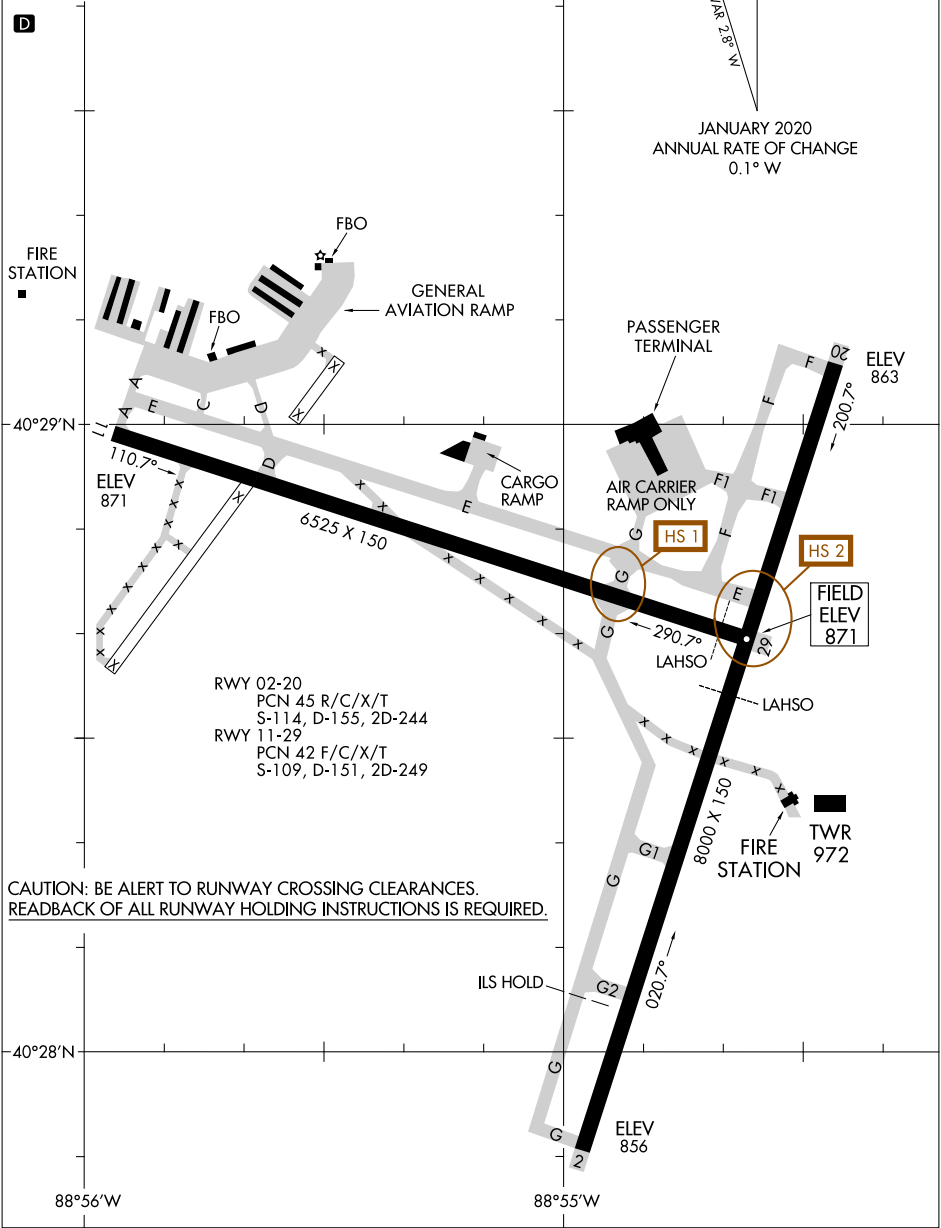 D
VAR 2.8° W
JANUARY 2020
ANNUAL RATE OF CHANGE
0.1° W
FBO
FIRE
STATION
GENERAL
AVIATION RAMP
FBO
PASSENGER
TERMINAL
20
F
ELEV
863
A
E
C
D
A
F
200.7°
40°29'N
11
110.7°
ELEV
871
D
X
X
X
CARGO
RAMP
E
6525 X 150
AIR CARRIER
RAMP ONLY
F1
F1
G
F
HS 1
HS 2
G
E
FIELD
ELEV
871
G
290.7°
29
LAHSO
LAHSO
X
RWY 02-20
PCN 45 R/C/X/T
S-114, D-155, 2D-244
RWY 11-29
PCN 42 F/C/X/T
S-109, D-151, 2D-249
8000 X 150
TWR
972
FIRE
STATION
G1
G
CAUTION: BE ALERT TO RUNWAY CROSSING CLEARANCES.
READBACK OF ALL RUNWAY HOLDING INSTRUCTIONS IS REQUIRED.
ILS HOLD
G2
020.7°
40°28'N
G
G
2
ELEV
856
88°56'W
88°55'W